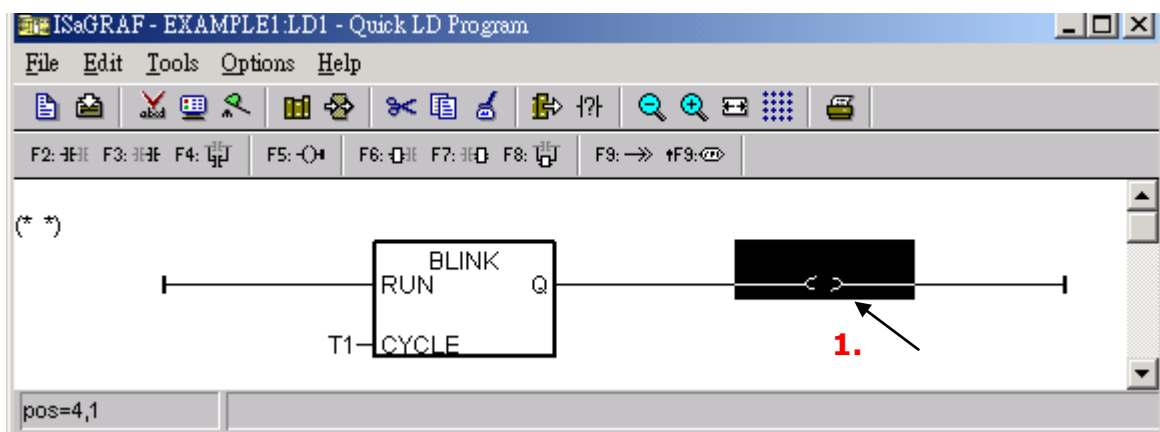 ISaGRAF - EXAMPLE1:LD1 - Quick LD Program
File Edit Tools Options Help
F2: F3: F4: F5: F6: F7: F8: F9: F9:
(* *)
BLINK
RUN Q
T1 CYCLE
1.
pos=4,1